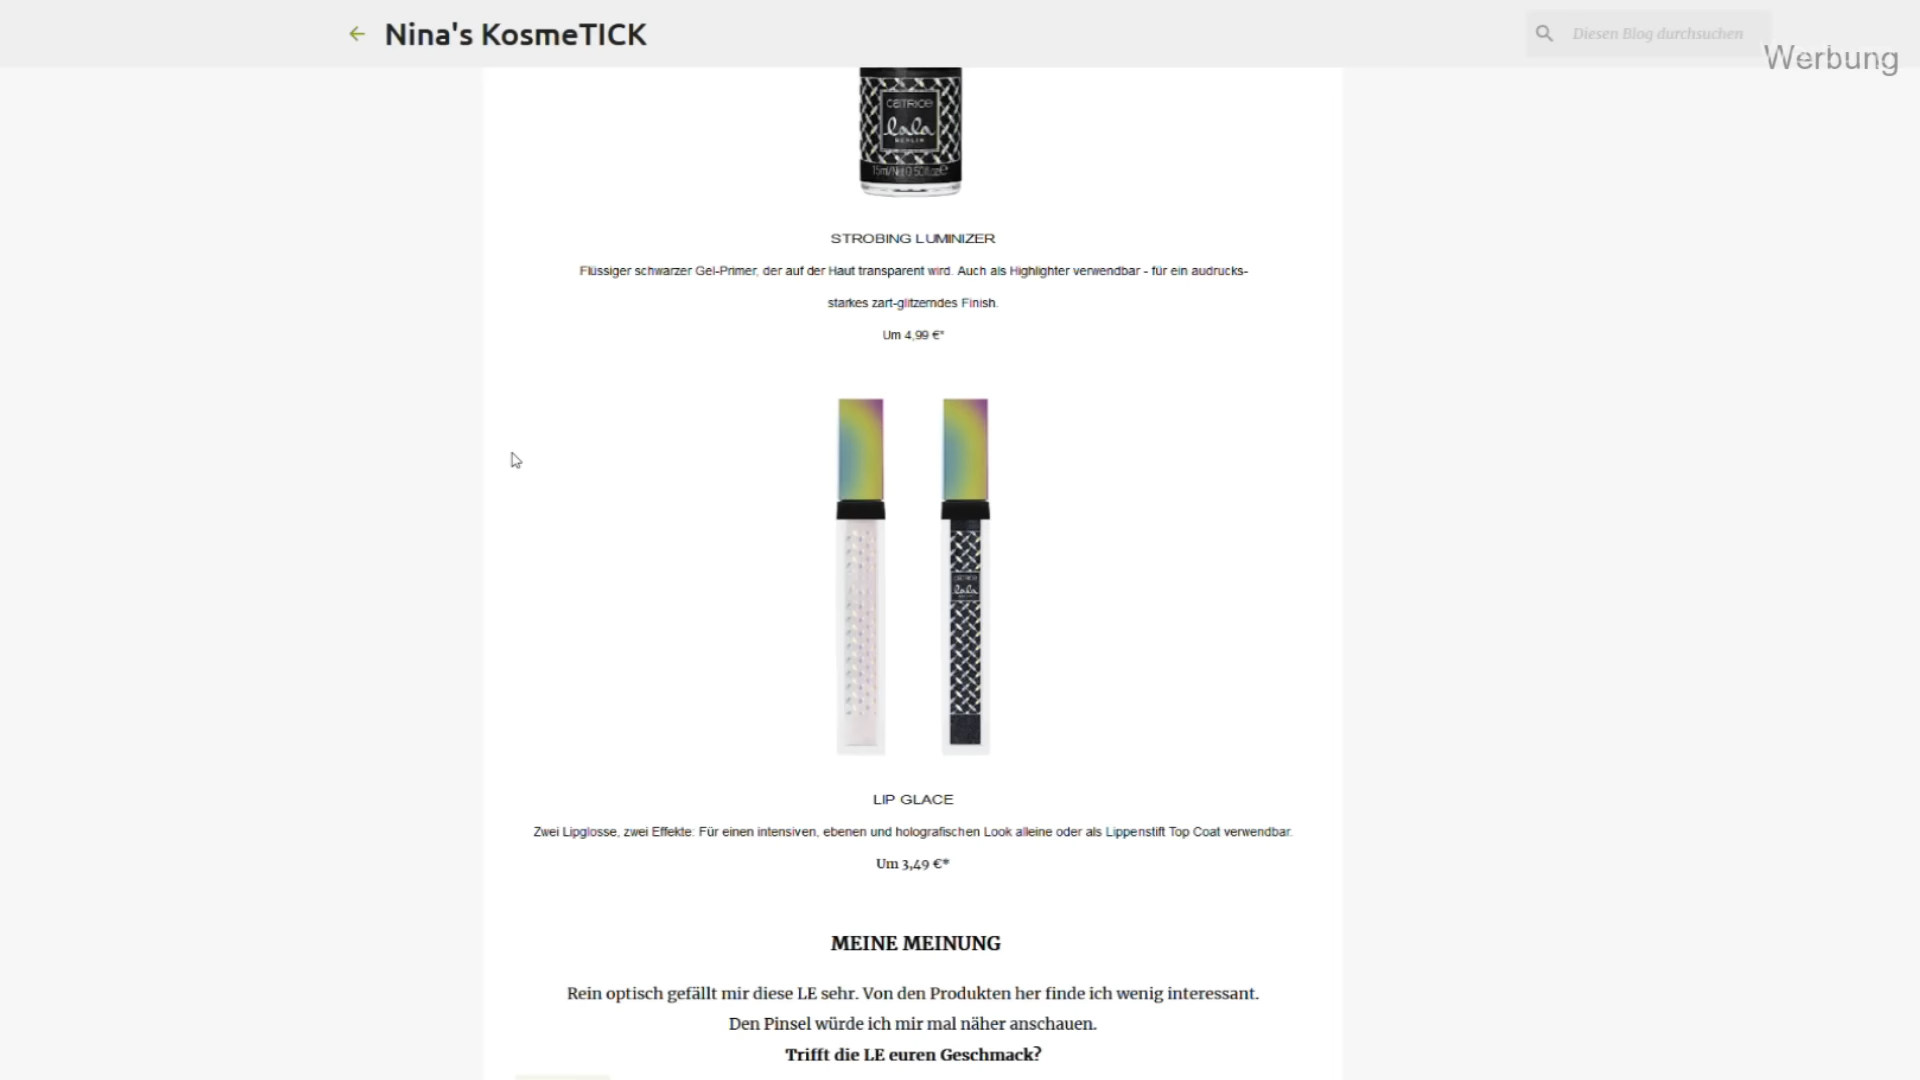 Nina's KosmeTICK
Diesen Blog durchsuchen
Werbung
CATRICE
lala
BERLIN
STROBING LUMINIZER
Flüssiger schwarzer Gel-Primer, der auf der Haut transparent wird. Auch als Highlighter verwendbar - für ein audrucks-
starkes zart-glitzerndes Finish.
Um 4,99 €*
lala
LIP GLACE
Zwei Lipglosse, zwei Effekte: Für einen intensiven, ebenen und holografischen Look alleine oder als Lippenstift Top Coat verwendbar.
Um 3,49 €*
MEINE MEINUNG
Rein optisch gefällt mir diese LE sehr. Von den Produkten her finde ich wenig interessant.
Den Pinsel würde ich mir mal näher anschauen.
Trifft die LE euren Geschmack?